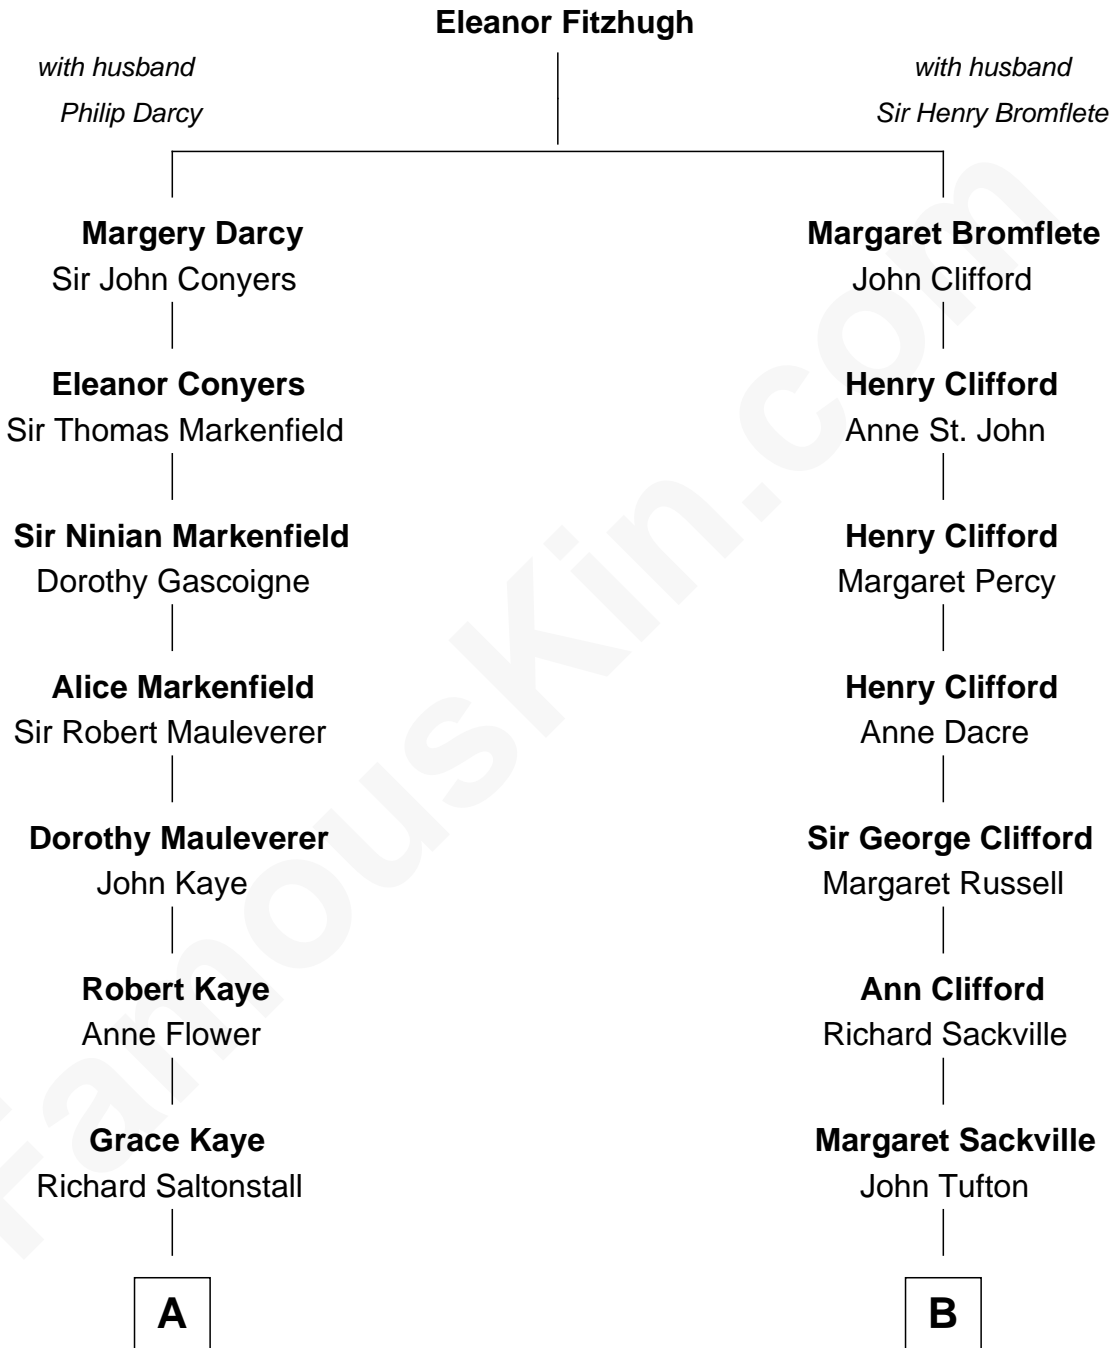 Eleanor Fitzhugh
with husband
Philip Darcy
with husband
Sir Henry Bromflete
Margery Darcy
Sir John Conyers
Margaret Bromflete
John Clifford
Eleanor Conyers
Sir Thomas Markenfield
Henry Clifford
Anne St. John
Sir Ninian Markenfield
Dorothy Gascoigne
Henry Clifford
Margaret Percy
Alice Markenfield
Sir Robert Mauleverer
Henry Clifford
Anne Dacre
Dorothy Mauleverer
John Kaye
Sir George Clifford
Margaret Russell
Robert Kaye
Anne Flower
Ann Clifford
Richard Sackville
Grace Kaye
Richard Saltonstall
Margaret Sackville
John Tufton
A
B
FamousKin.com